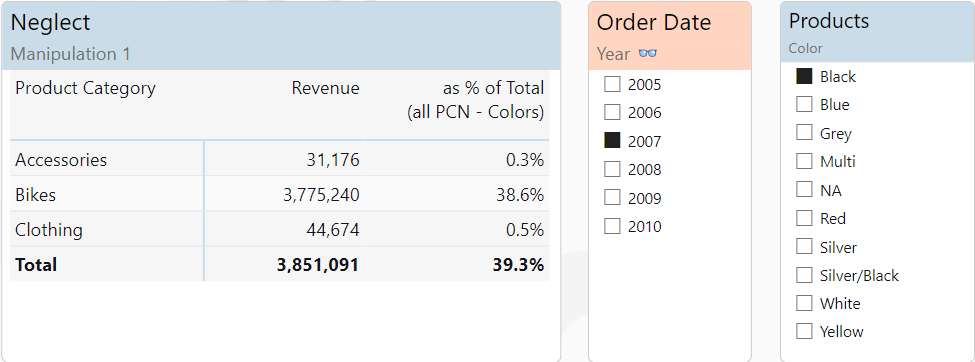 Neglect
Manipulation 1
Product Category Revenue as % of Total
(all PCN - Colors)
Accessories 31,176 0.3%
Bikes 3,775,240 38.6%
Clothing 44,674 0.5%
Total 3,851,091 39.3%
Order Date
Year
2005
2006
2007
2008
2009
2010
Products
Color
Black
Blue
Grey
Multi
NA
Red
Silver
Silver/Black
White
Yellow